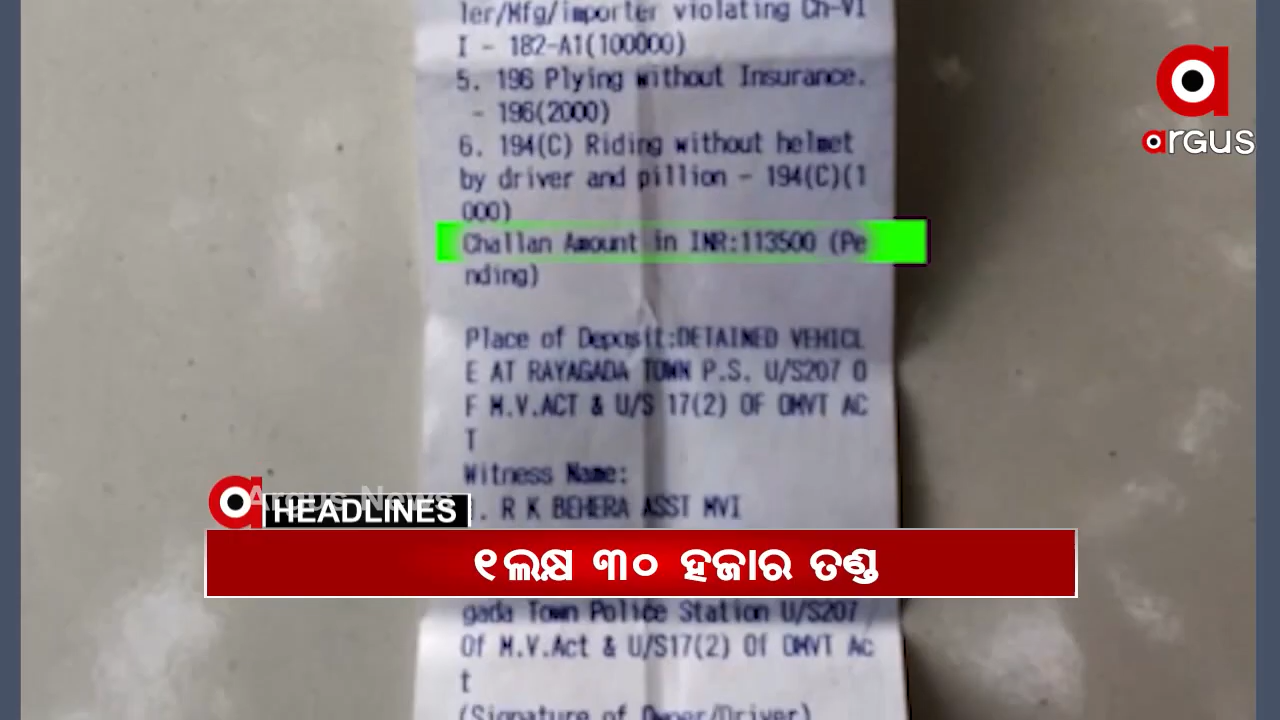 ler/Mfg/importer violating Ch-VI
I - 182-A1(100000)
5. 196 Plying without Insurance.
- 196(2000)
6. 194(C) Riding without helmet
by driver and pillion - 194(C)(1
000)
Challan Amount in INR:113500 (Pe
nding)
Place of Deposit:DETAINED VEHICL
E AT RAYAGADA TOWN P.S. U/S207 O
F M.V.ACT & U/S 17(2) OF OMVT AC
T
Witness Name:
. R K BEHERA ASST MVI
gada Town Police Station U/S207
Of M.V.Act & U/S17(2) Of OMVT Ac
t
(Signature of Owner/Driver)
argus
Argus News
HEADLINES
୧ଲକ୍ଷ ୩୦ ହଜାର ତଣ୍ଡ